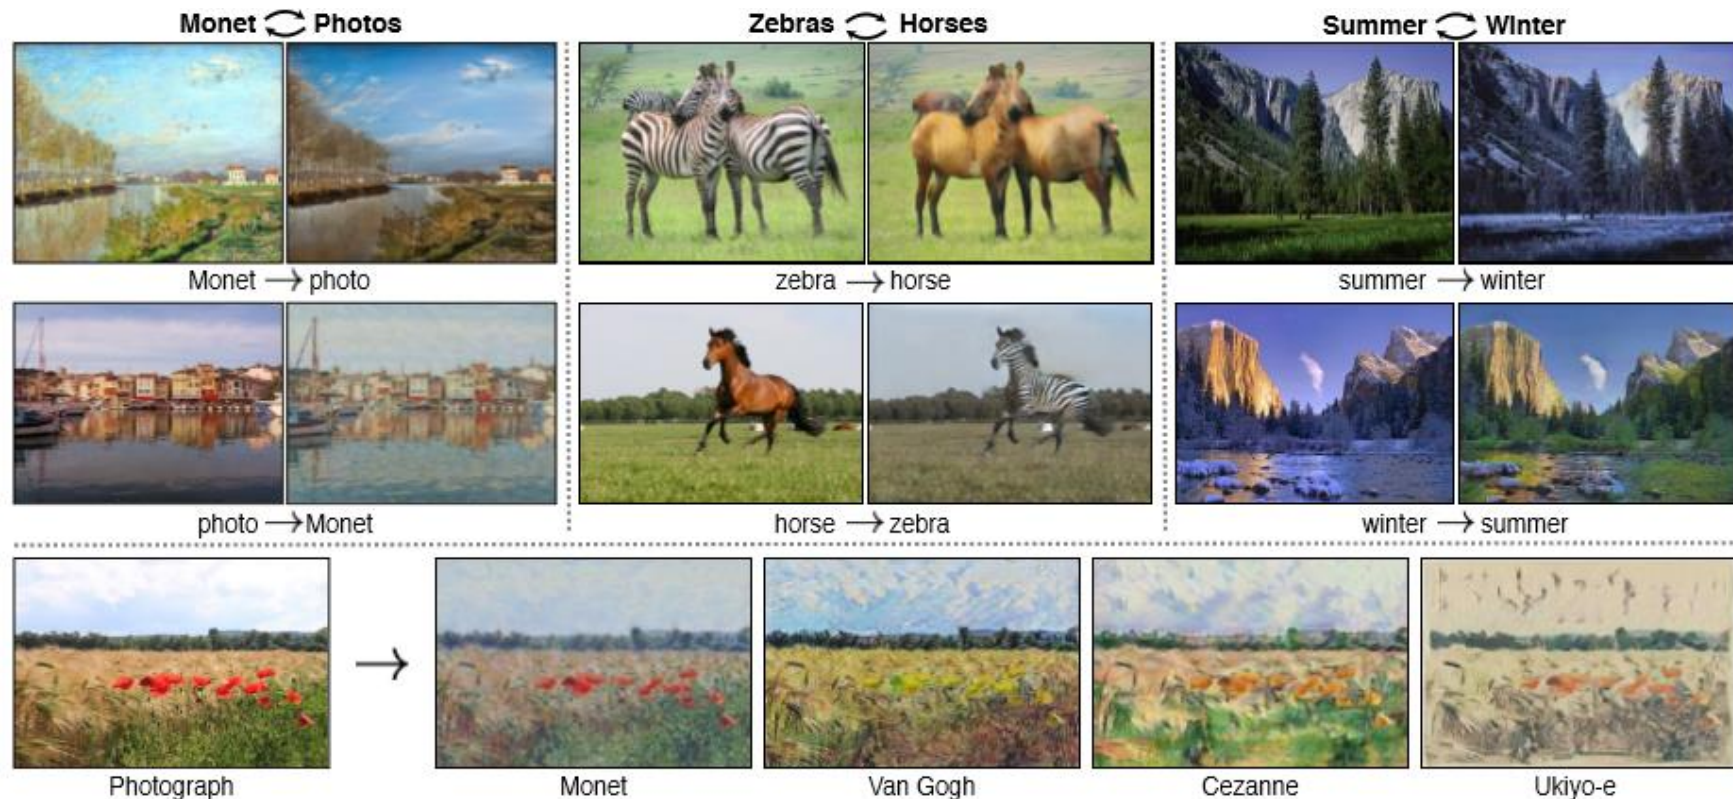 Monet Photos
Zebras Horses
Summer WInter
Monet → photo
zebra → horse
summer → winter
photo → Monet
horse → zebra
winter → summer
Photograph
Monet
Van Gogh
Cezanne
Ukiyo-e